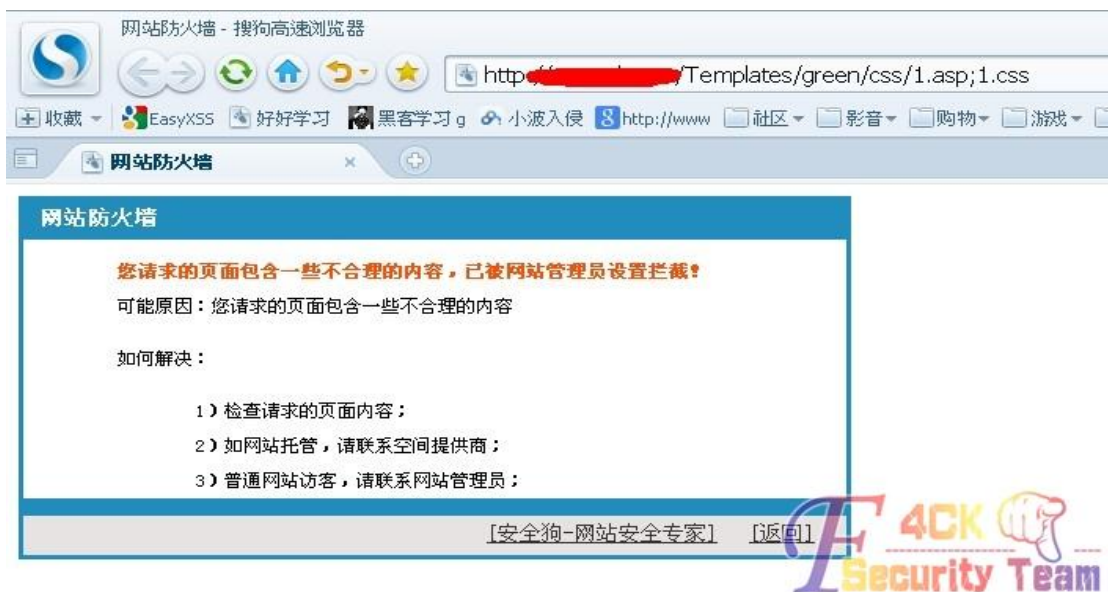 网站防火墙 - 搜狗高速浏览器
http:/Templates/green/css/1.asp;1.css
收藏 EasyXSS 好好学习 黑客学习 g 小波入侵 http://www 社区 影音 购物 游戏
网站防火墙
网站防火墙
您请求的页面包含一些不合理的内容，已被网站管理员设置拦截！
可能原因：您请求的页面包含一些不合理的内容
如何解决：
1）检查请求的页面内容；
2）如网站托管，请联系空间提供商；
3）普通网站访客，请联系网站管理员；
[安全狗-网站安全专家] [返回]
F4CK
Security Team